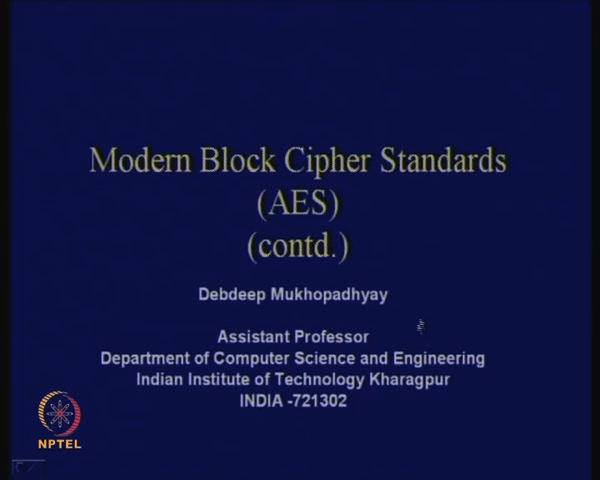 Modern Block Cipher Standards
(AES)
(contd.)
Debdeep Mukhopadhyay
Assistant Professor
Department of Computer Science and Engineering
Indian Institute of Technology Kharagpur
INDIA -721302
NPTEL